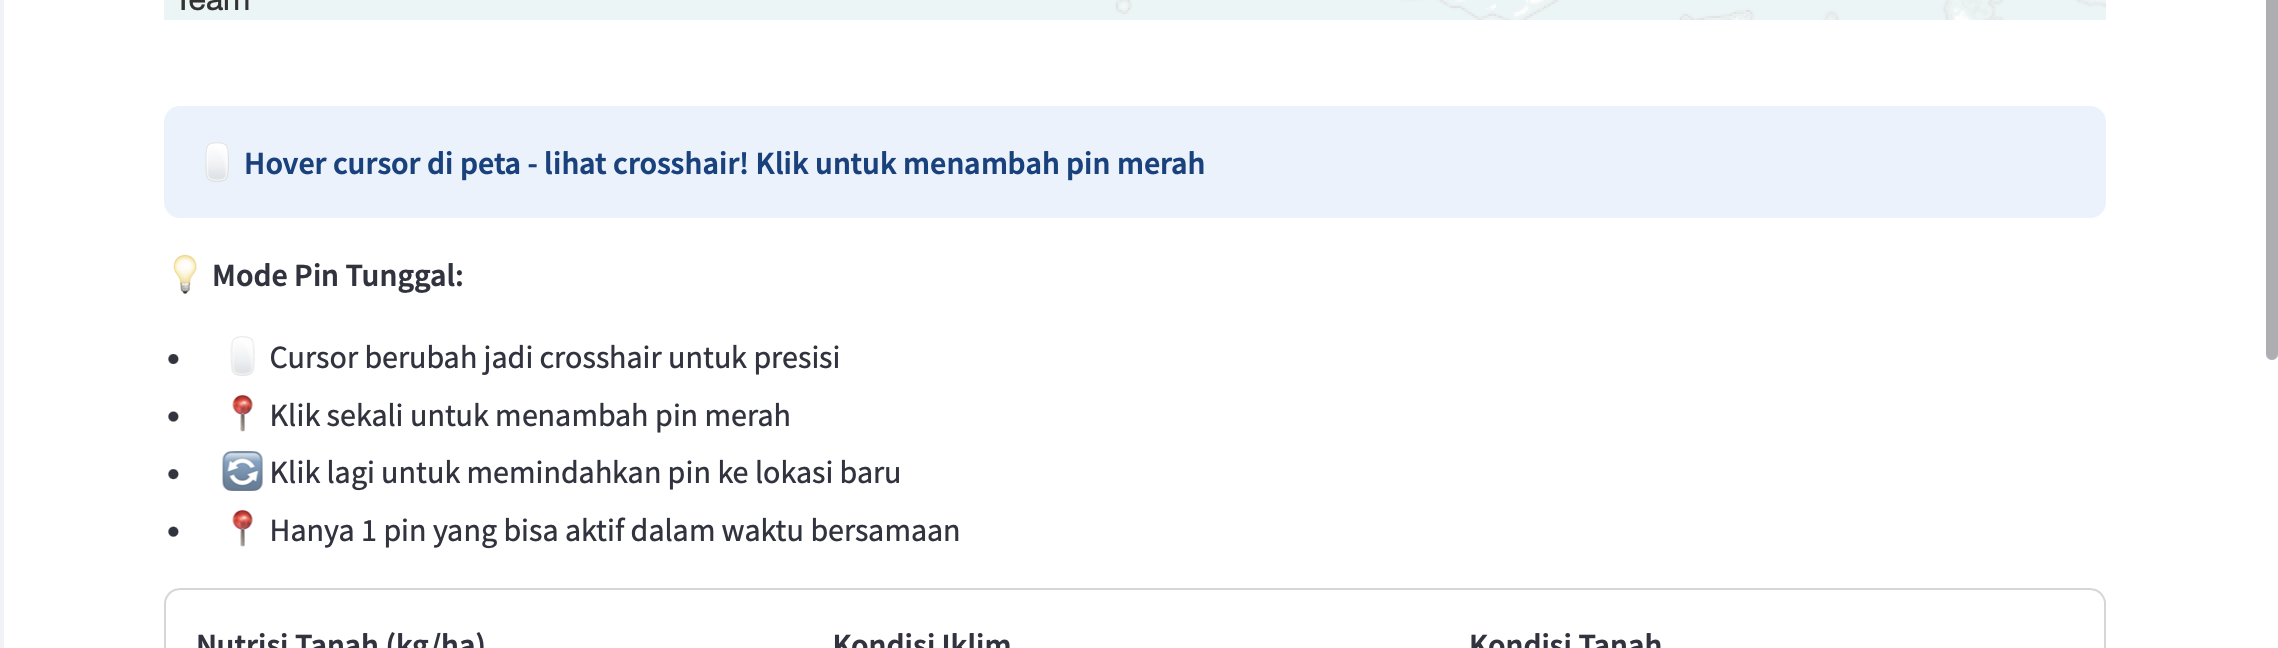 Team
Hover cursor di peta - lihat crosshair! Klik untuk menambah pin merah
Mode Pin Tunggal:
Cursor berubah jadi crosshair untuk presisi
Klik sekali untuk menambah pin merah
Klik lagi untuk memindahkan pin ke lokasi baru
Hanya 1 pin yang bisa aktif dalam waktu bersamaan
Nutrisi Tanah (kg/ha) Kondisi Iklim Kondisi Tanah